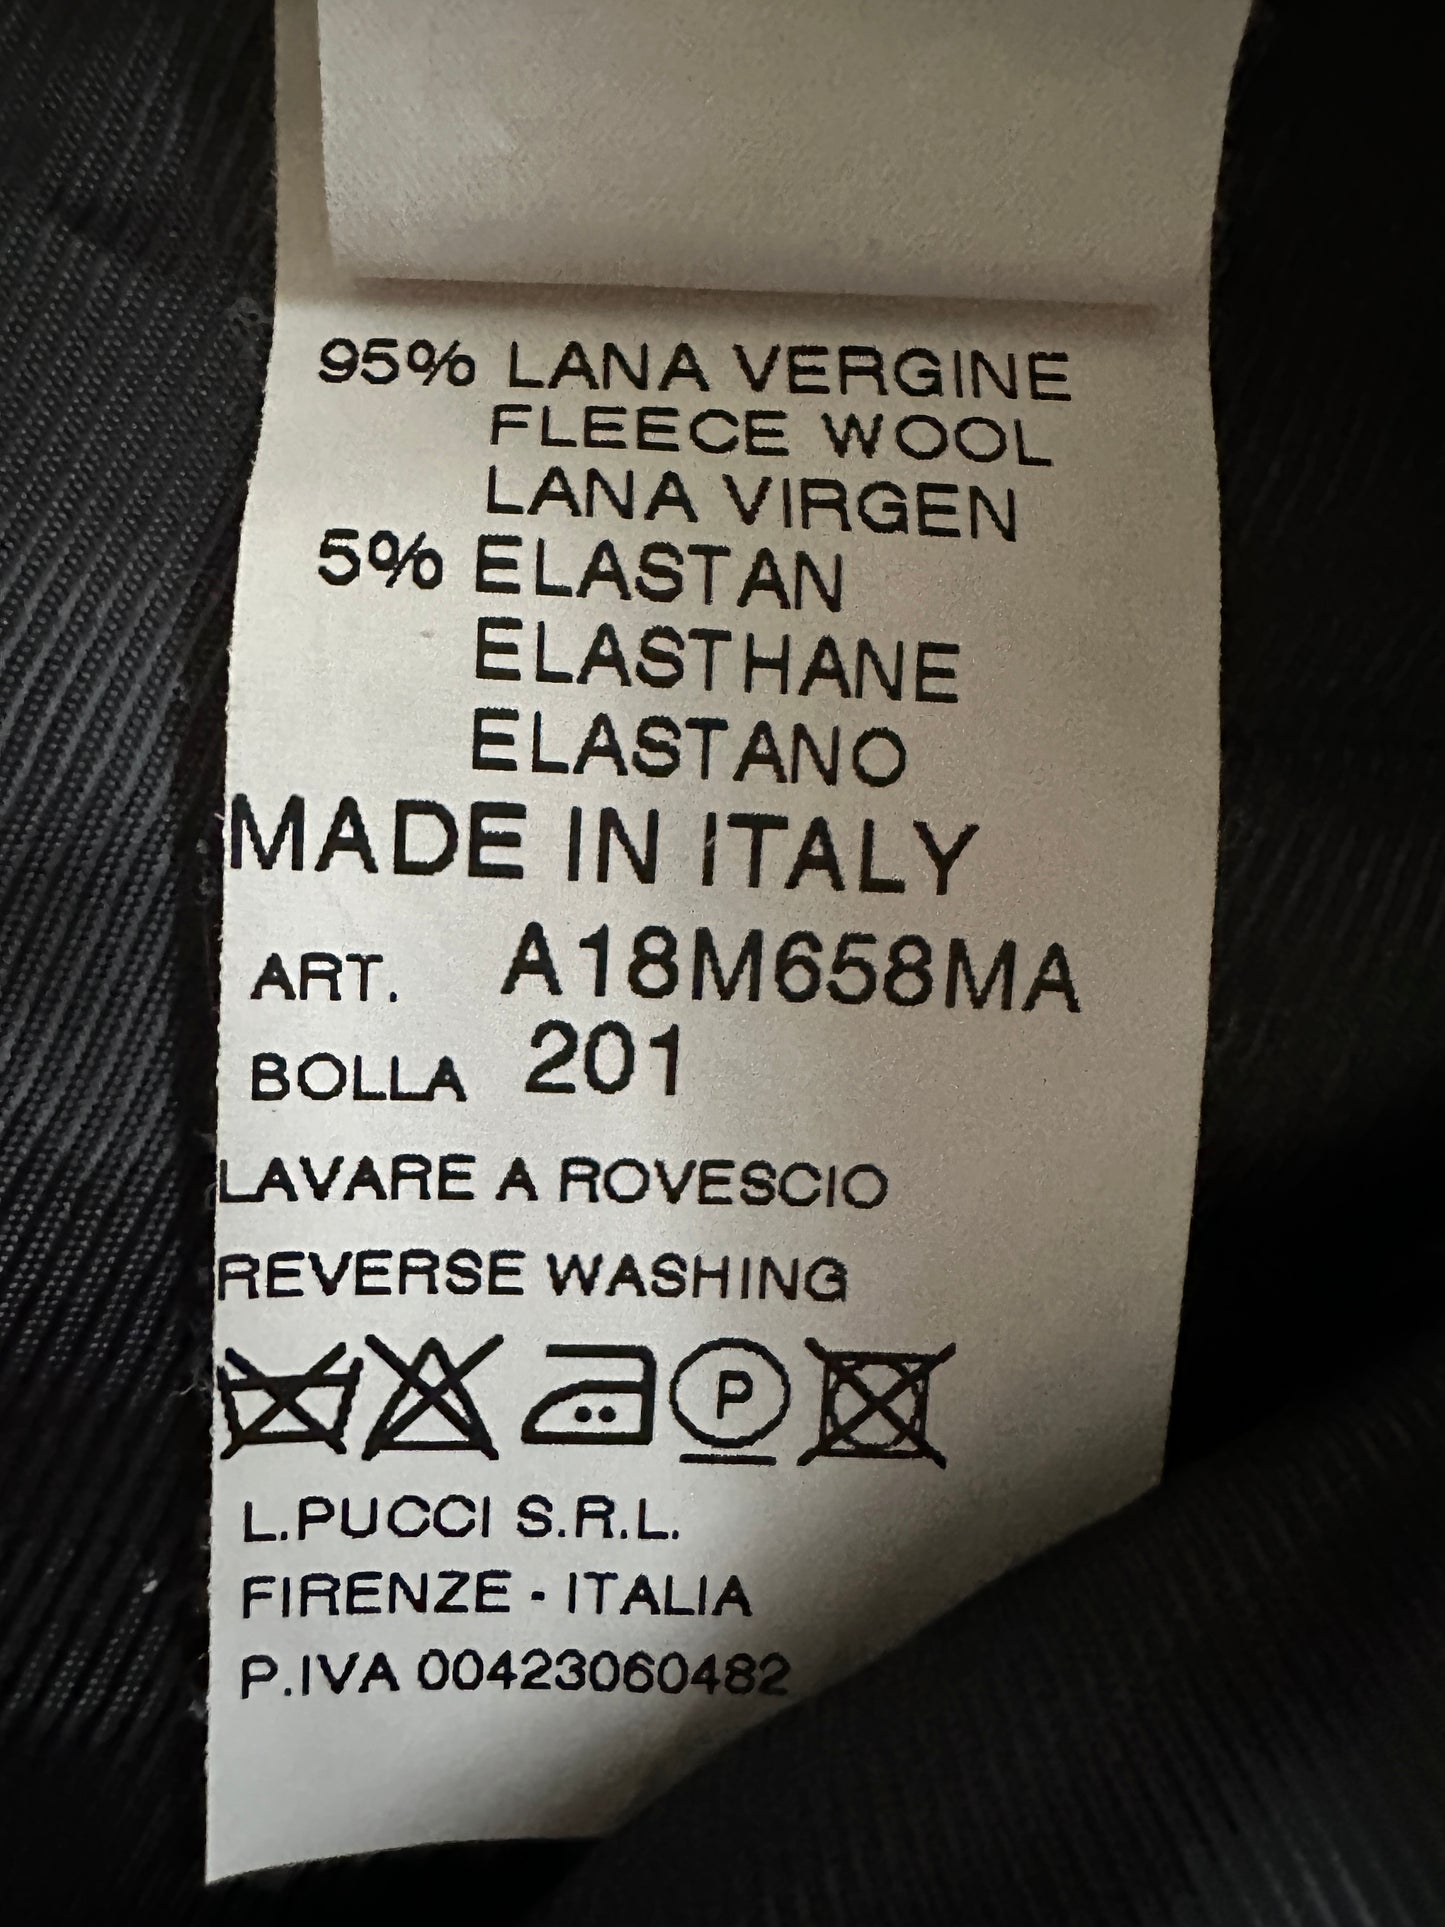 95% LANA VERGINE
FLEECE WOOL
LANA VIRGEN
5% ELASTAN
ELASTHANE
ELASTANO
MADE IN ITALY
ART. A18M658MA
BOLLA 201
LAVARE A ROVESCIO
REVERSE WASHING
P
L.PUCCI S.R.L.
FIRENZE - ITALIA
P.IVA 00423060482